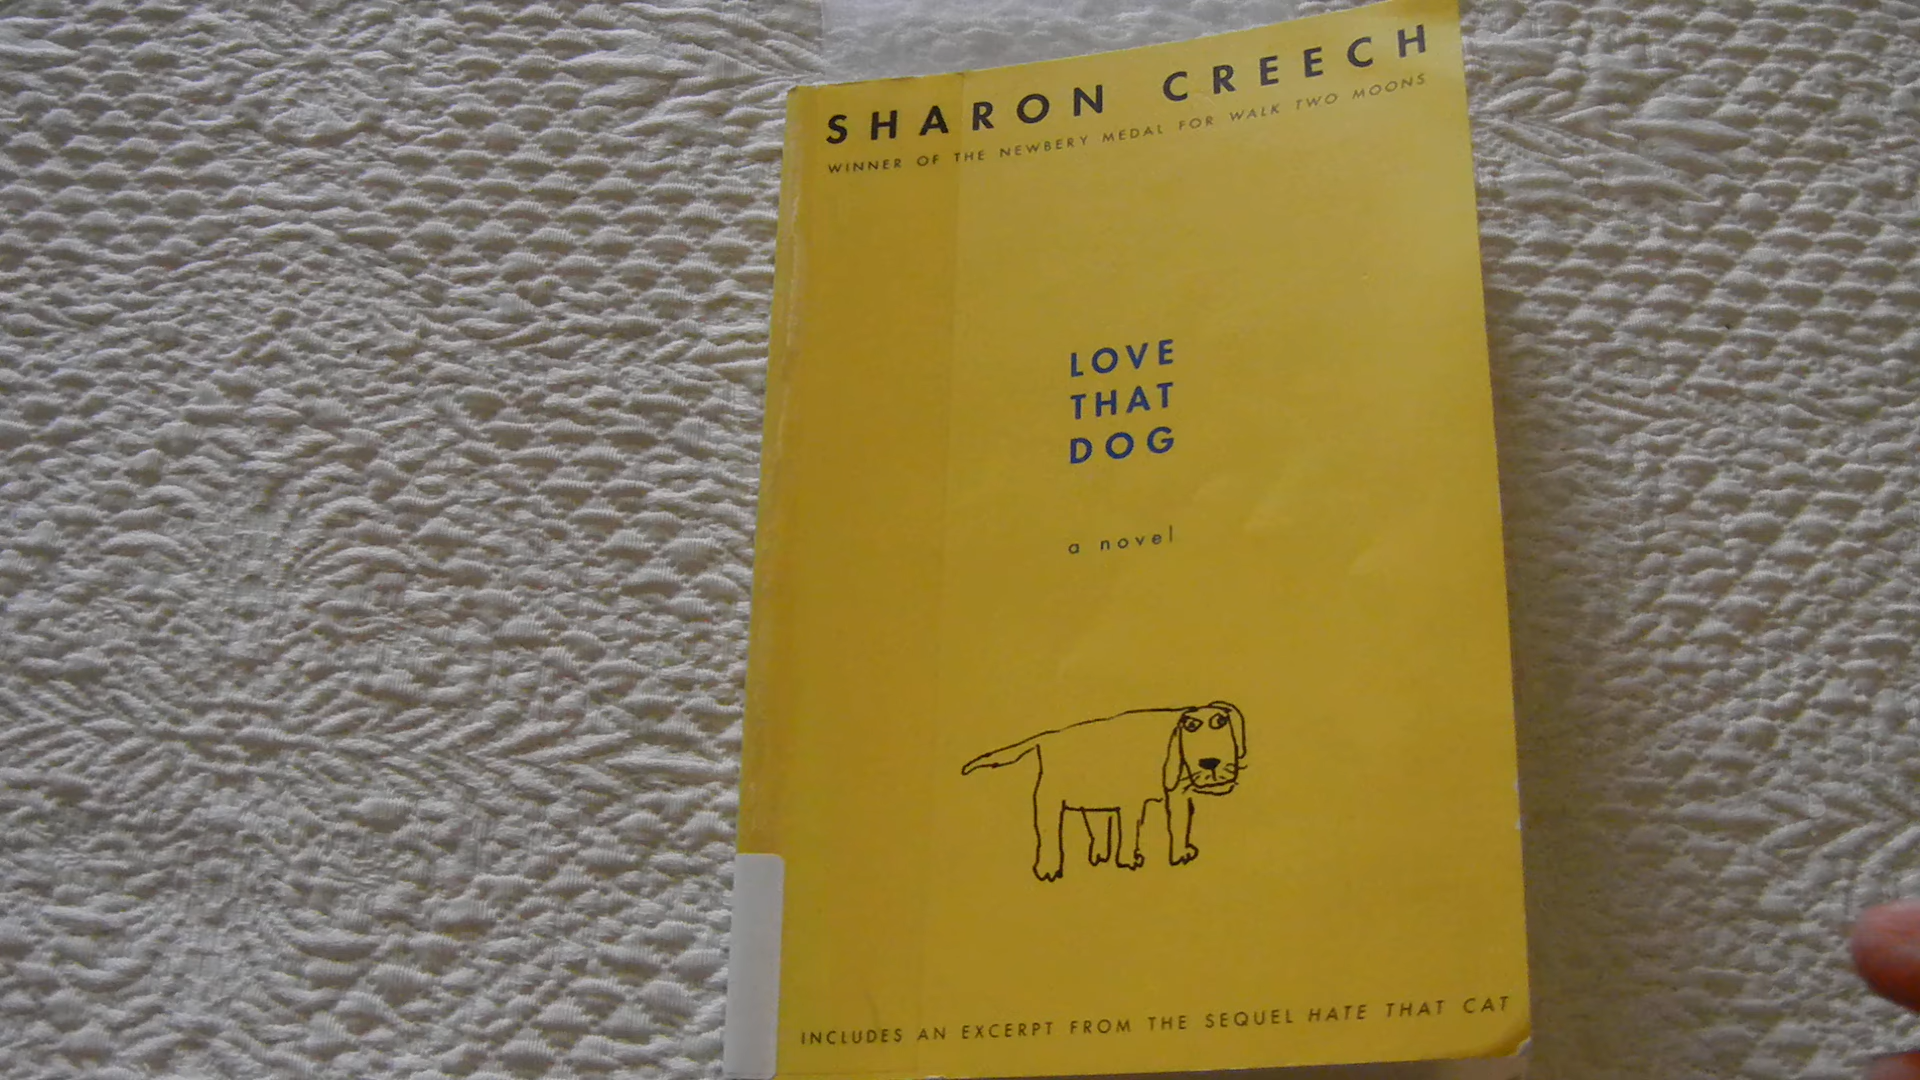 SHARON CREECH
WINNER OF THE NEWBERY MEDAL FOR WALK TWO MOONS
LOVE
THAT
DOG
a novel
INCLUDES AN EXCERPT FROM THE SEQUEL HATE THAT CAT